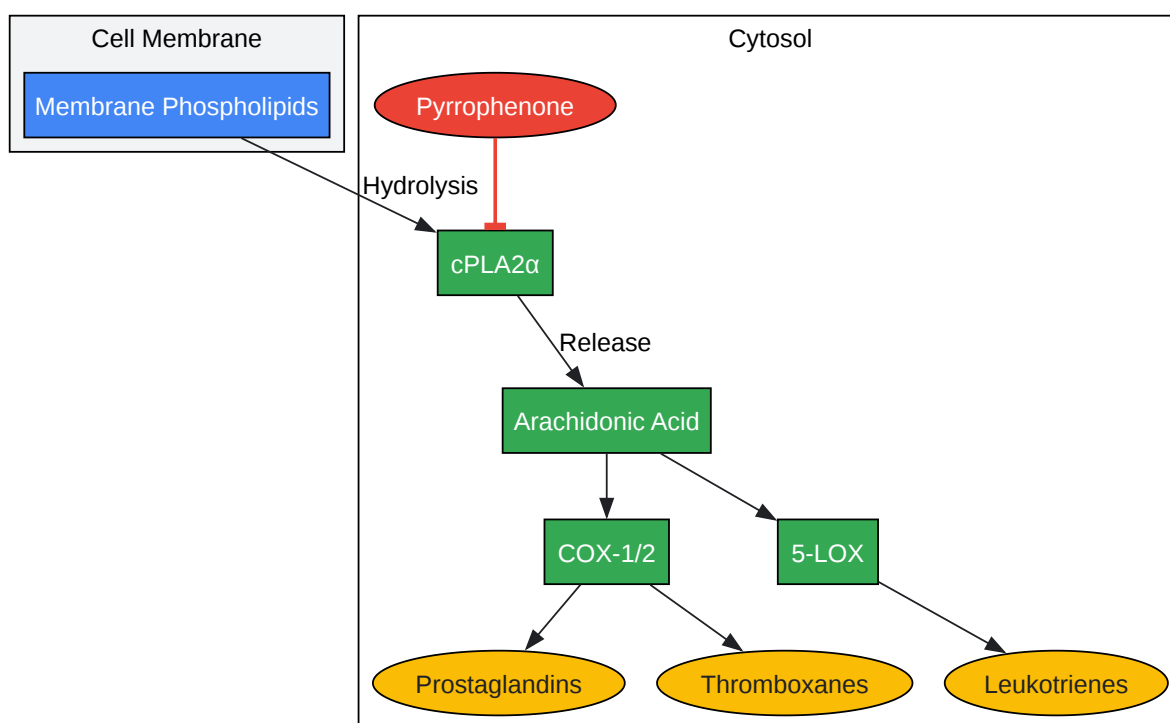 Cell Membrane
Cytosol
Membrane Phospholipids
Pyrrophenone
Hydrolysis
cPLA2α
Release
Arachidonic Acid
COX-1/2
5-LOX
Prostaglandins
Thromboxanes
Leukotrienes